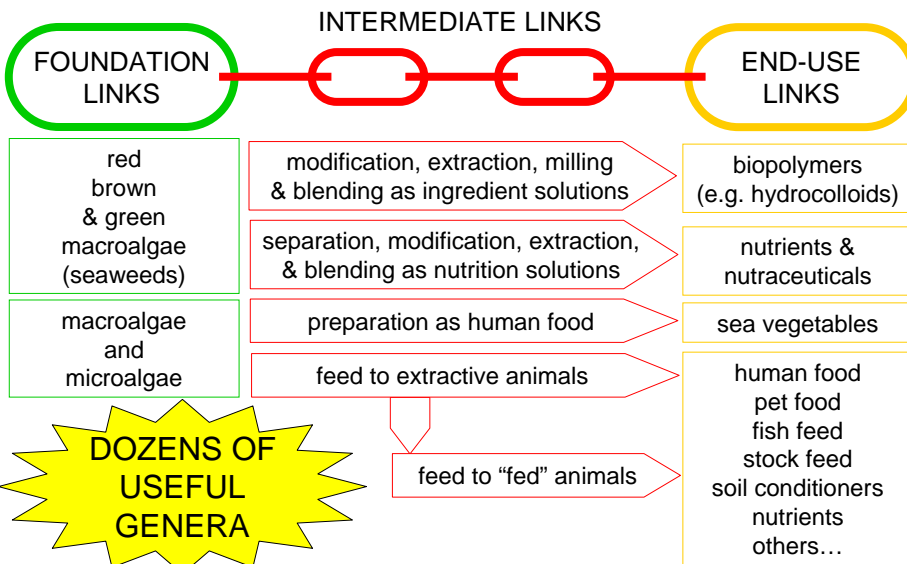 INTERMEDIATE LINKS
FOUNDATION
LINKS
END-USE
LINKS
red
brown
& green
macroalgae
(seaweeds)
modification, extraction, milling
& blending as ingredient solutions
biopolymers
(e.g. hydrocolloids)
separation, modification, extraction,
& blending as nutrition solutions
nutrients &
nutraceuticals
macroalgae
and
microalgae
preparation as human food
sea vegetables
feed to extractive animals
feed to “fed” animals
human food
pet food
fish feed
stock feed
soil conditioners
nutrients
others…
DOZENS OF
USEFUL
GENERA